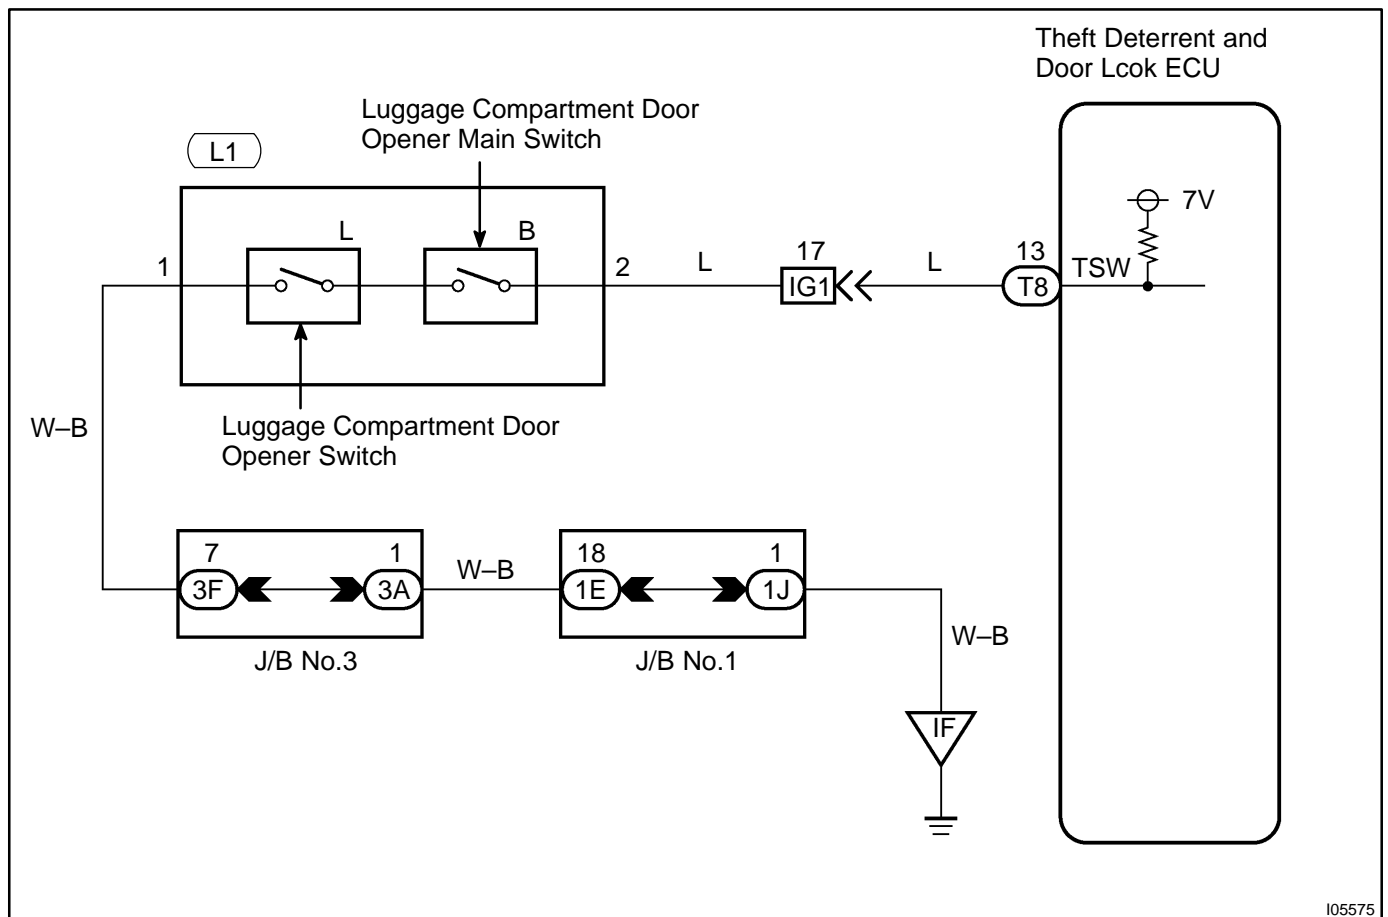 Theft Deterrent and
Door Lcok ECU
Luggage Compartment Door
Opener Main Switch
L1
7V
L
B
1
2
L
17
IG1
L
13
T8
TSW
Luggage Compartment Door
Opener Switch
W–B
7
3F
1
3A
W–B
18
1E
1
1J
W–B
J/B No.3
J/B No.1
IF
I05575